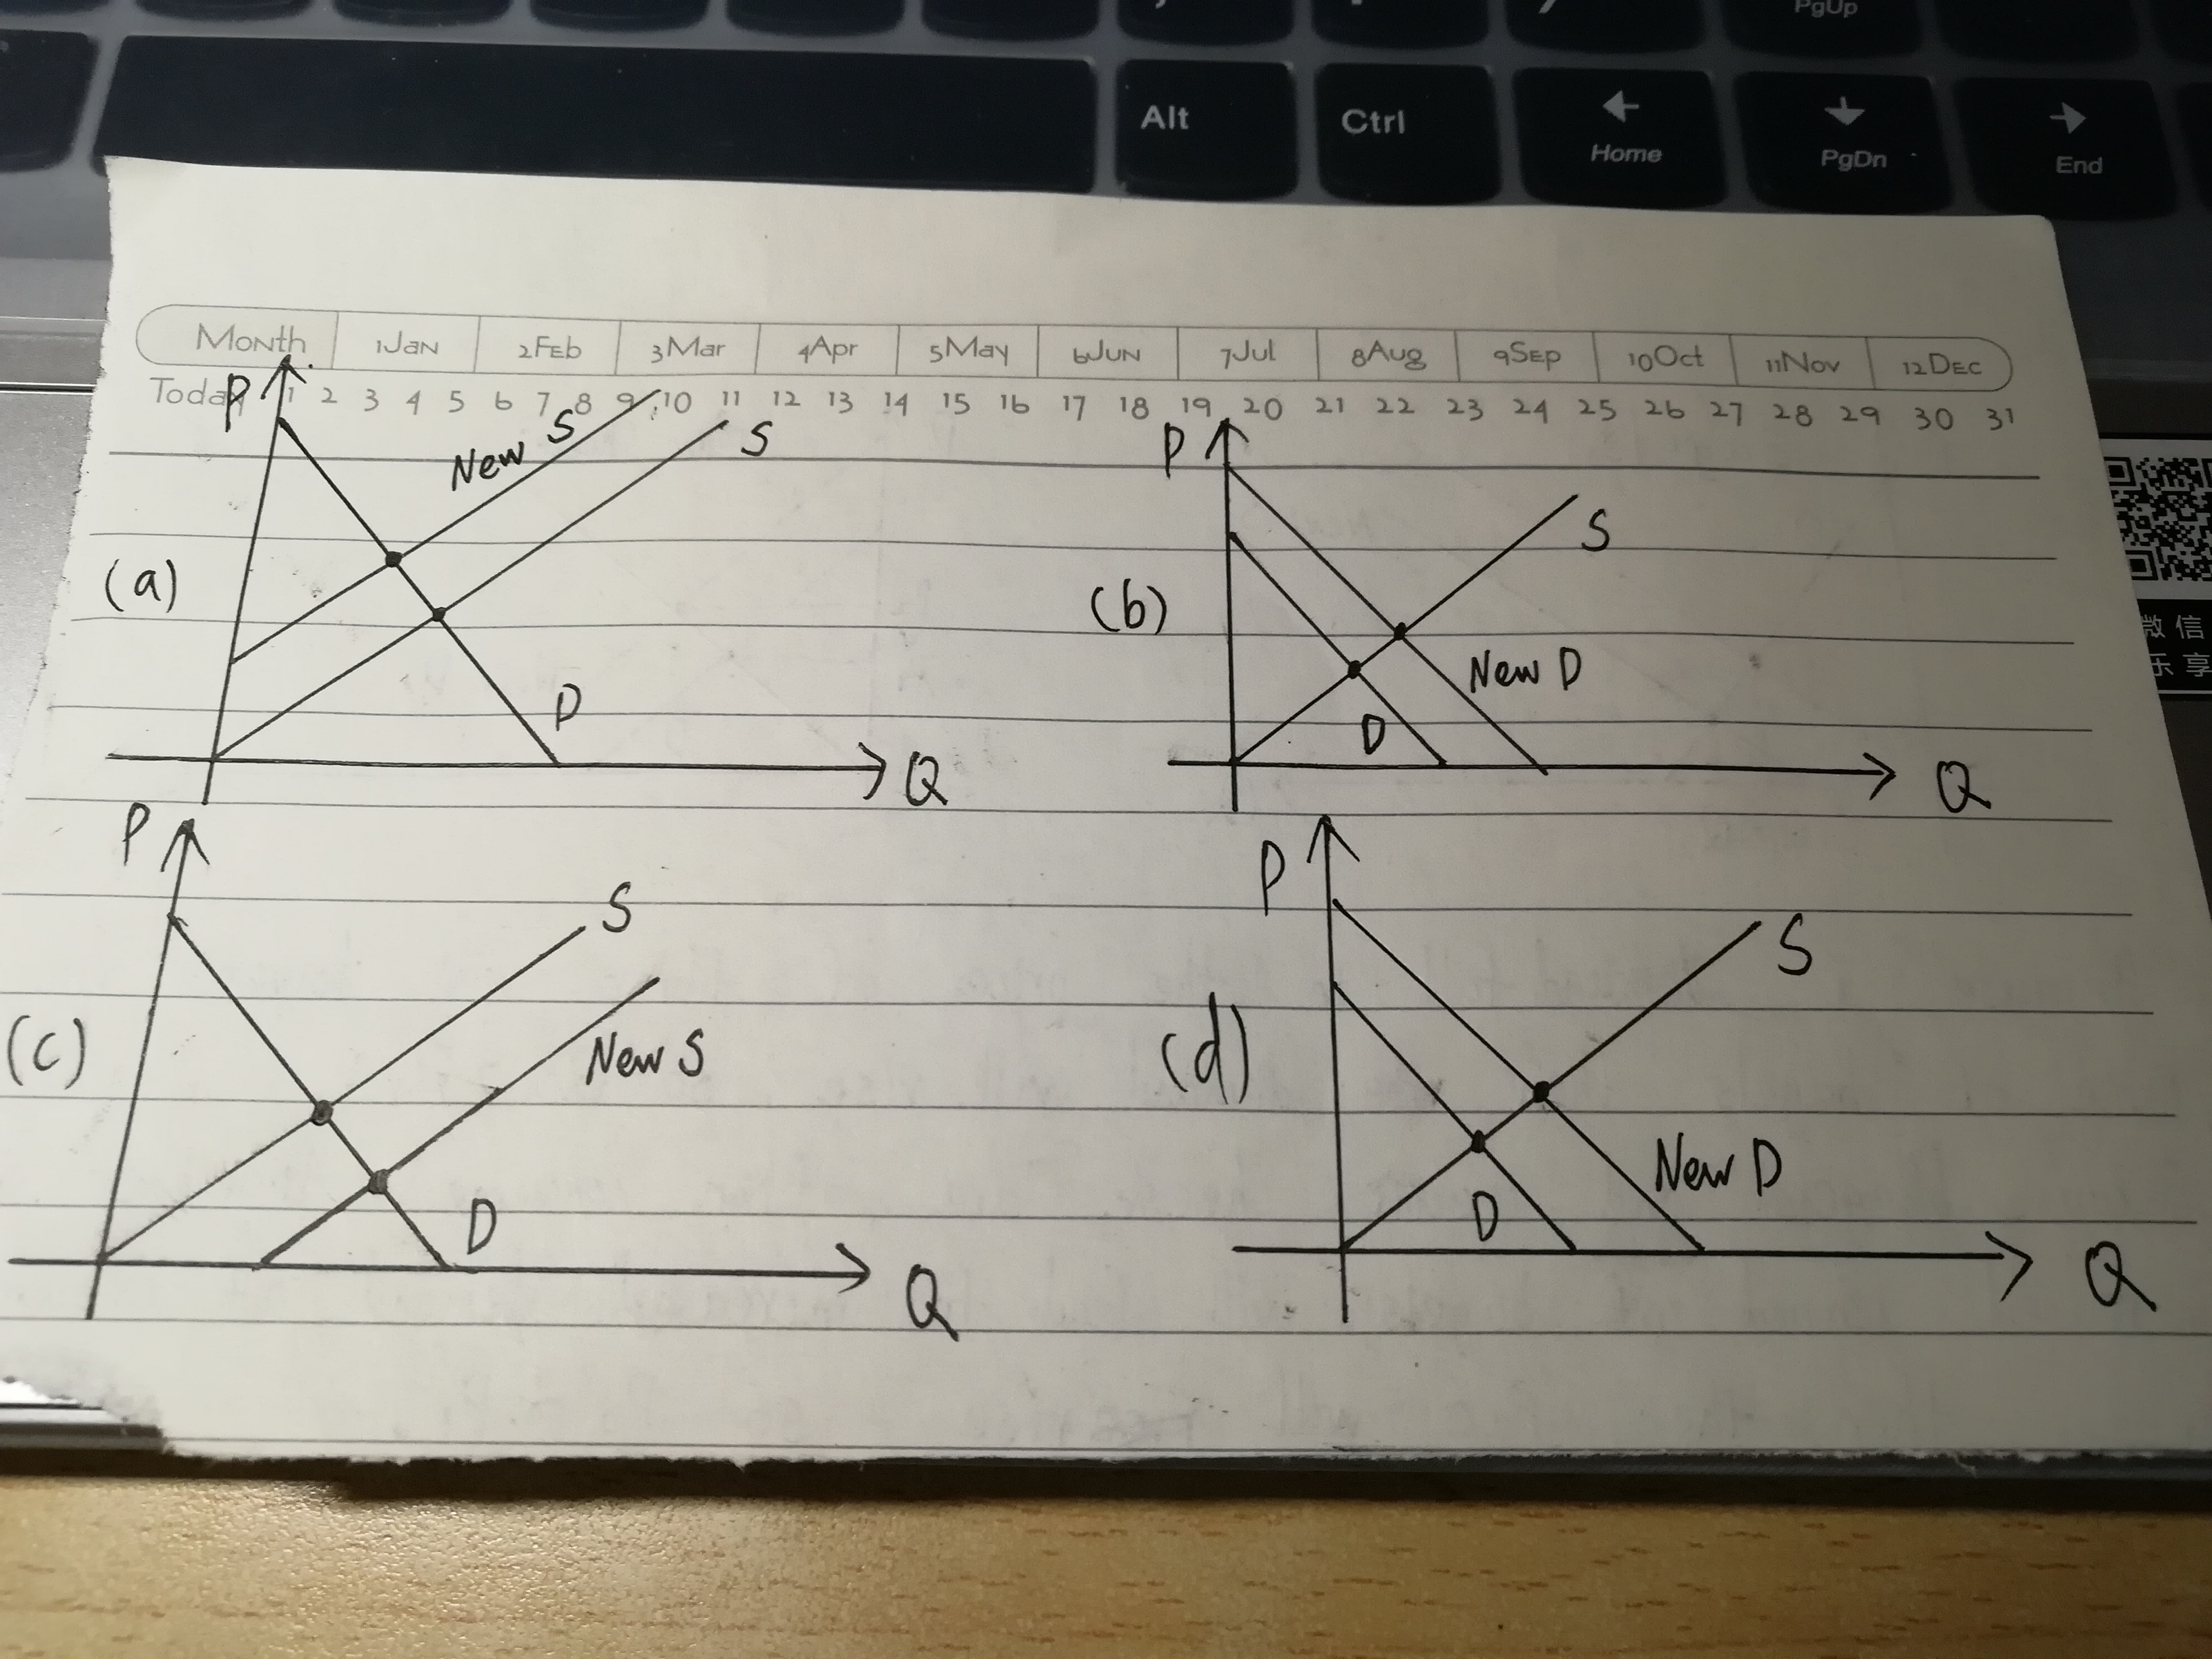 PgUp
Alt Ctrl Home PgDn End
Month 1Jan 2Feb 3Mar 4Apr 5May 6Jun 7Jul 8Aug 9Sep 10Oct 11Nov 12Dec
Today 1 2 3 4 5 6 7 8 9 10 11 12 13 14 15 16 17 18 19 20 21 22 23 24 25 26 27 28 29 30 31
P
New S
S
(a)
D
Q
P
S
(b)
New D
D
Q
微信
乐享
P
S
(c)
New S
D
Q
P
S
(d)
New D
D
Q